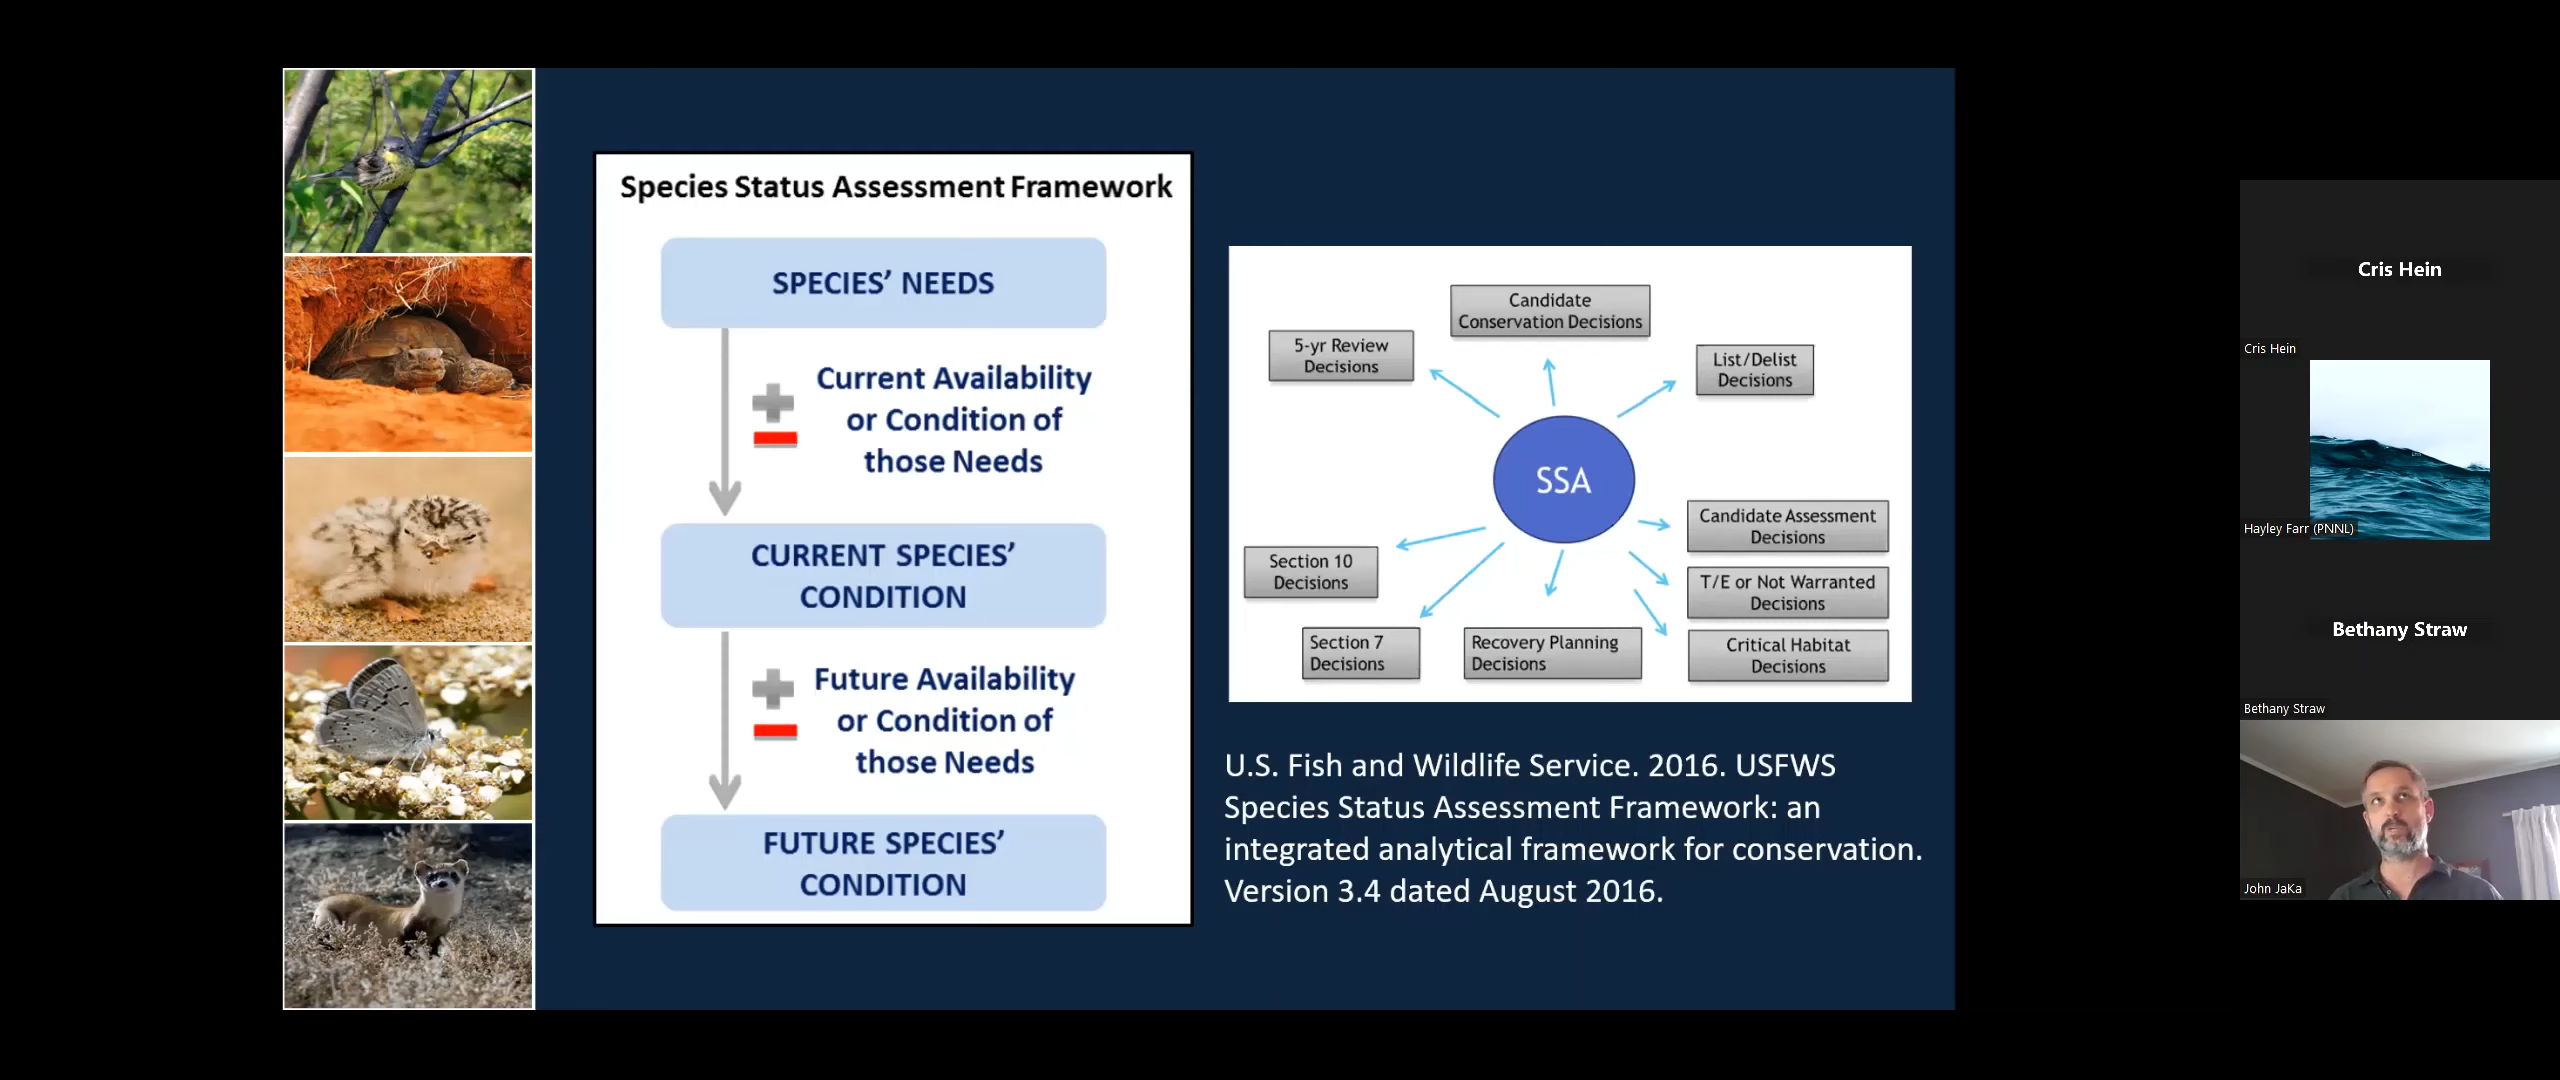 Species Status Assessment Framework
SPECIES’ NEEDS
Current Availability
or Condition of
those Needs
CURRENT SPECIES’
CONDITION
Future Availability
or Condition of
those Needs
FUTURE SPECIES’
CONDITION
Candidate
Conservation Decisions
5-yr Review
Decisions
List/Delist
Decisions
SSA
Candidate Assessment
Decisions
Section 10
Decisions
T/E or Not Warranted
Decisions
Section 7
Decisions
Recovery Planning
Decisions
Critical Habitat
Decisions
U.S. Fish and Wildlife Service. 2016. USFWS
Species Status Assessment Framework: an
integrated analytical framework for conservation.
Version 3.4 dated August 2016.
Cris Hein
Cris Hein
Hayley Farr (PNNL)
Bethany Straw
Bethany Straw
John JaKa